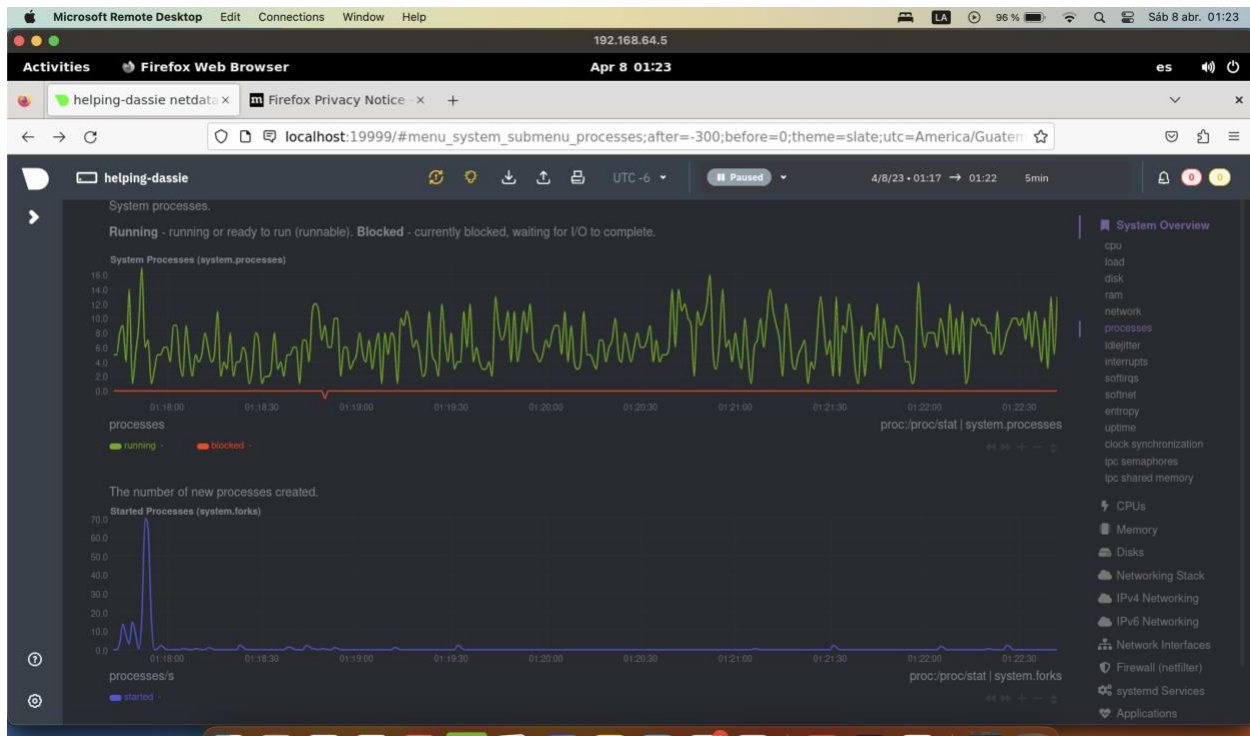 Microsoft Remote Desktop Edit Connections Window Help LA 96 % Sáb 8 abr. 01:23
192.168.64.5
Activities Firefox Web Browser Apr 8 01:23 es
helping-dassie netdata × Firefox Privacy Notice - × +
localhost:19999/#menu_system_submenu_processes;after=-300;before=0;theme=slate;utc=America/Guatem
helping-dassie UTC -6 Paused 4/8/23 • 01:17 → 01:22 5min 0 0
System processes.
Running - running or ready to run (runnable). Blocked - currently blocked, waiting for I/O to complete.
System Processes (system.processes)
16.0
14.0
12.0
10.0
8.0
6.0
4.0
2.0
0.0
01:18:00 01:18:30 01:19:00 01:19:30 01:20:00 01:20:30 01:21:00 01:21:30 01:22:00 01:22:30
processes proc:/proc/stat | system.processes
running - blocked -
The number of new processes created.
Started Processes (system.forks)
70.0
60.0
50.0
40.0
30.0
20.0
10.0
0.0
01:18:00 01:18:30 01:19:00 01:19:30 01:20:00 01:20:30 01:21:00 01:21:30 01:22:00 01:22:30
processes/s proc:/proc/stat | system.forks
started -
System Overview
cpu
load
disk
ram
network
processes
idlejitter
interrupts
softirqs
softnet
entropy
uptime
clock synchronization
ipc semaphores
ipc shared memory
CPUs
Memory
Disks
Networking Stack
IPv4 Networking
IPv6 Networking
Network Interfaces
Firewall (netfilter)
systemd Services
Applications